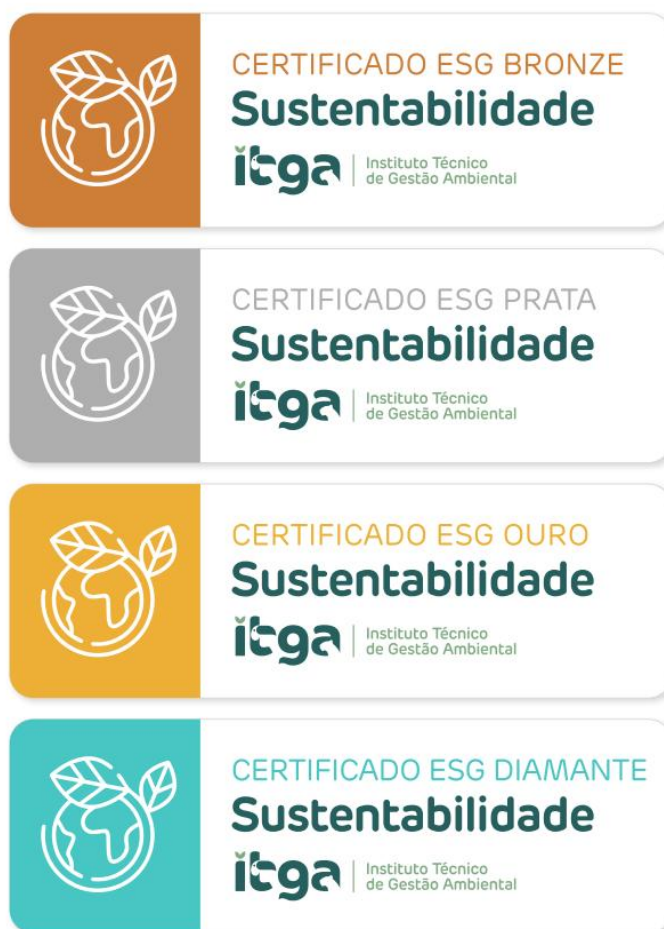 CERTIFICADO ESG BRONZE
Sustentabilidade
itga
Instituto Técnico
de Gestão Ambiental
CERTIFICADO ESG PRATA
Sustentabilidade
itga
Instituto Técnico
de Gestão Ambiental
CERTIFICADO ESG OURO
Sustentabilidade
itga
Instituto Técnico
de Gestão Ambiental
CERTIFICADO ESG DIAMANTE
Sustentabilidade
itga
Instituto Técnico
de Gestão Ambiental